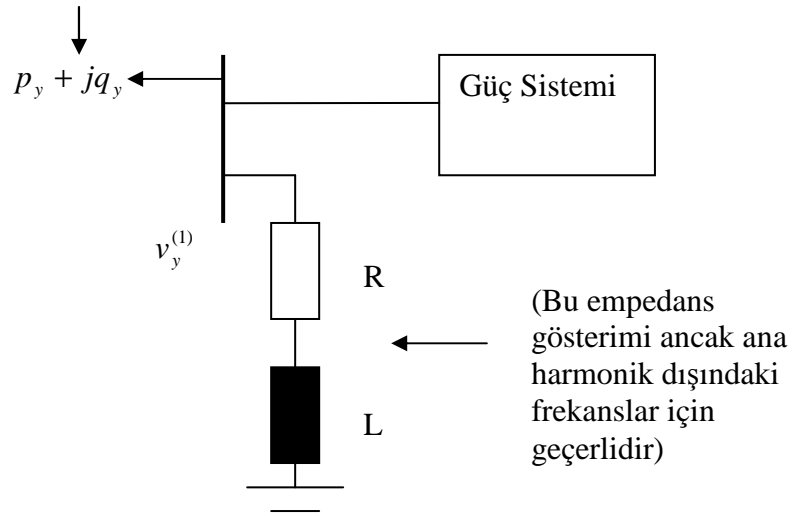 Güç Sistemi
p_y + jq_y
v_y^{(1)}
R
(Bu empedans
gösterimi ancak ana
harmonik dışındaki
frekanslar için
geçerlidir)
L